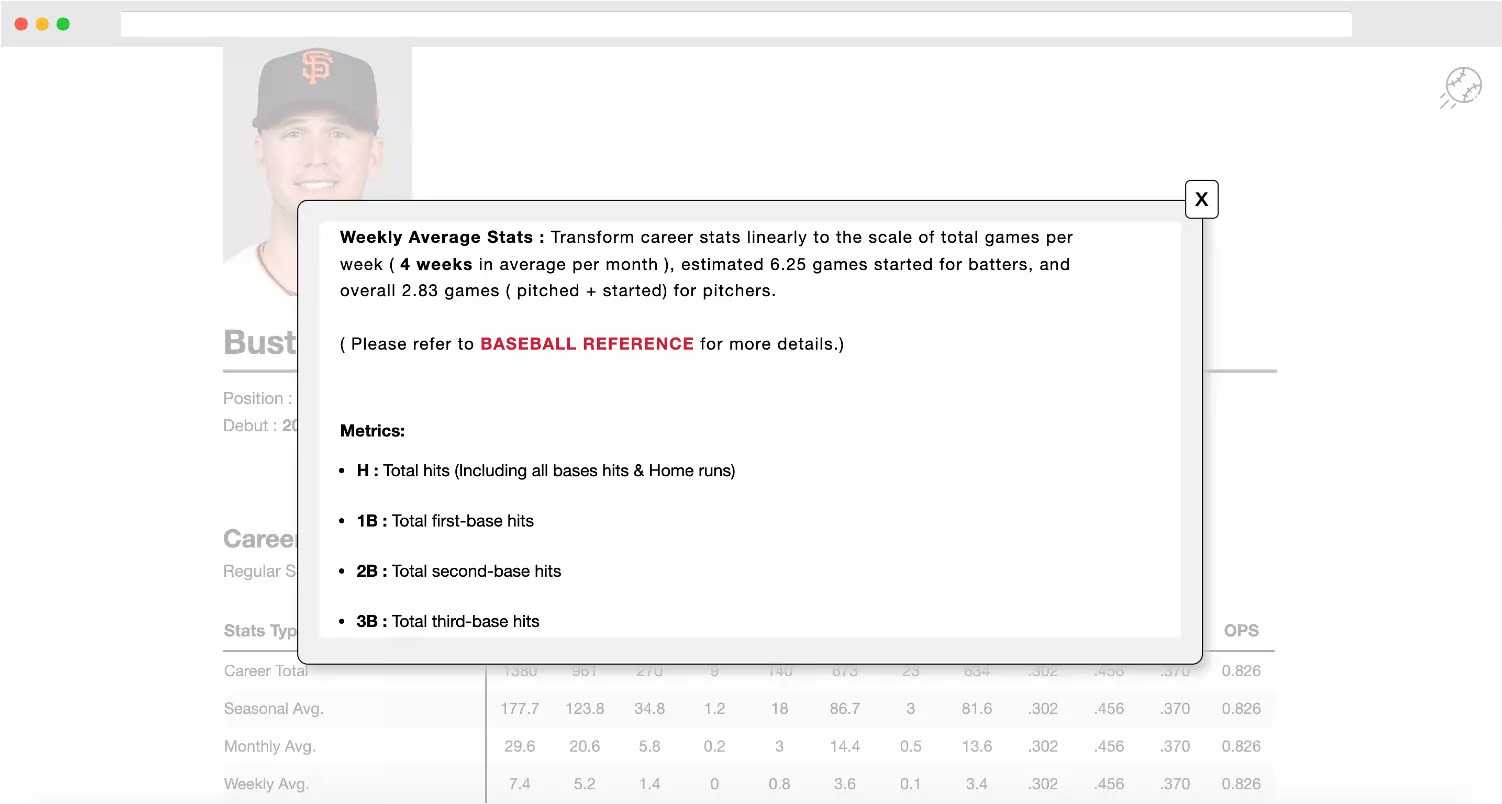 SF
X
Weekly Average Stats : Transform career stats linearly to the scale of total games per
week ( 4 weeks in average per month ), estimated 6.25 games started for batters, and
overall 2.83 games ( pitched + started) for pitchers.
( Please refer to BASEBALL REFERENCE for more details.)
Bust
Position :
Debut : 20
Metrics:
• H : Total hits (Including all bases hits & Home runs)
• 1B : Total first-base hits
Career
Regular S
• 2B : Total second-base hits
• 3B : Total third-base hits
Stats Typ OPS
Career Total 1380 961 270 9 140 673 23 634 .302 .456 .370 0.826
Seasonal Avg. 177.7 123.8 34.8 1.2 18 86.7 3 81.6 .302 .456 .370 0.826
Monthly Avg. 29.6 20.6 5.8 0.2 3 14.4 0.5 13.6 .302 .456 .370 0.826
Weekly Avg. 7.4 5.2 1.4 0 0.8 3.6 0.1 3.4 .302 .456 .370 0.826